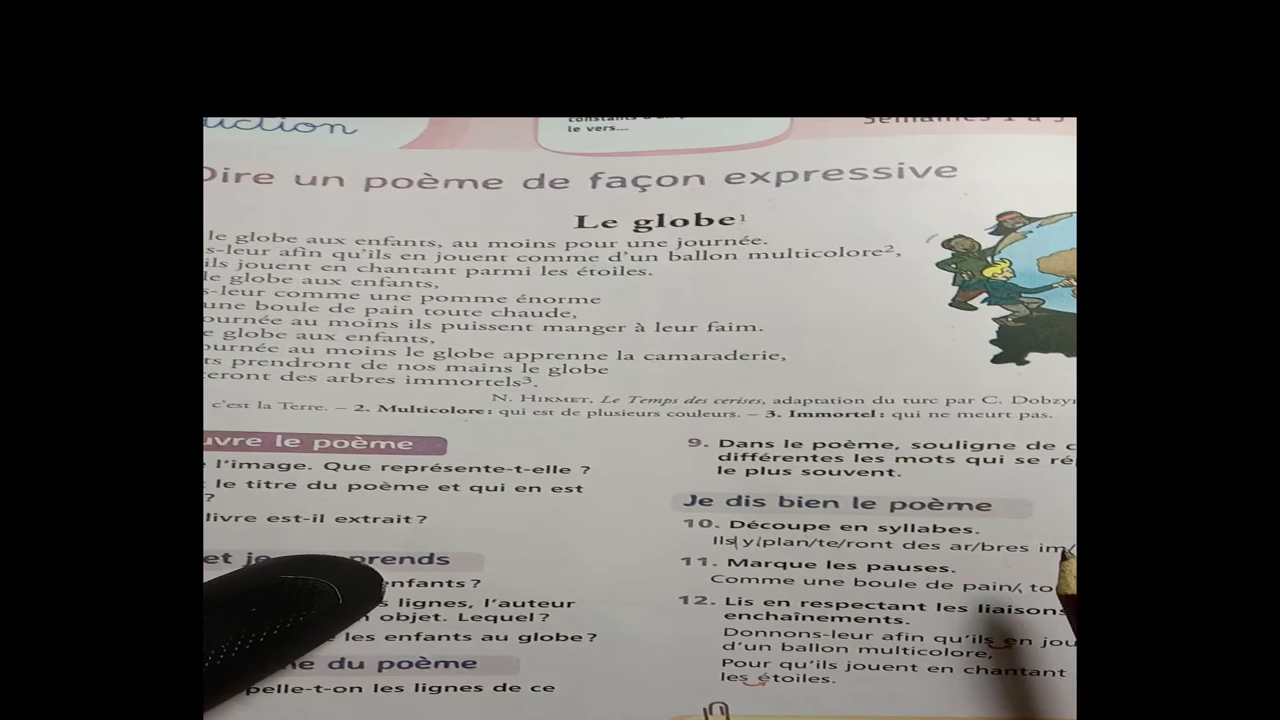 diction
constants
le vers...
Semaines 1 à
Dire un poème de façon expressive
Le globe¹
le globe aux enfants, au moins pour une journée.
s-leur afin qu'ils en jouent comme d'un ballon multicolore²,
ils jouent en chantant parmi les étoiles.
le globe aux enfants,
s-leur comme une pomme énorme
une boule de pain toute chaude,
ournée au moins ils puissent manger à leur faim.
e globe aux enfants,
ournée au moins le globe apprenne la camaraderie,
ts prendront de nos mains le globe
teront des arbres immortels³.
N. HIKMET, Le Temps des cerises, adaptation du turc par C. Dobzyn
c'est la Terre. – 2. Multicolore : qui est de plusieurs couleurs. – 3. Immortel : qui ne meurt pas.
uvre le poème
l'image. Que représente-t-elle ?
le titre du poème et qui en est
?
livre est-il extrait ?
et je prends
enfants ?
s lignes, l'auteur
objet. Lequel ?
les enfants au globe ?
me du poème
pelle-t-on les lignes de ce
9. Dans le poème, souligne de c
différentes les mots qui se ré
le plus souvent.
Je dis bien le poème
10. Découpe en syllabes.
Ils/y/plan/te/ront des ar/bres im/
11. Marque les pauses.
Comme une boule de pain/, to
12. Lis en respectant les liaisons
enchaînements.
Donnons-leur afin qu'ils en jou
d'un ballon multicolore,
Pour qu'ils jouent en chantant
les étoiles.